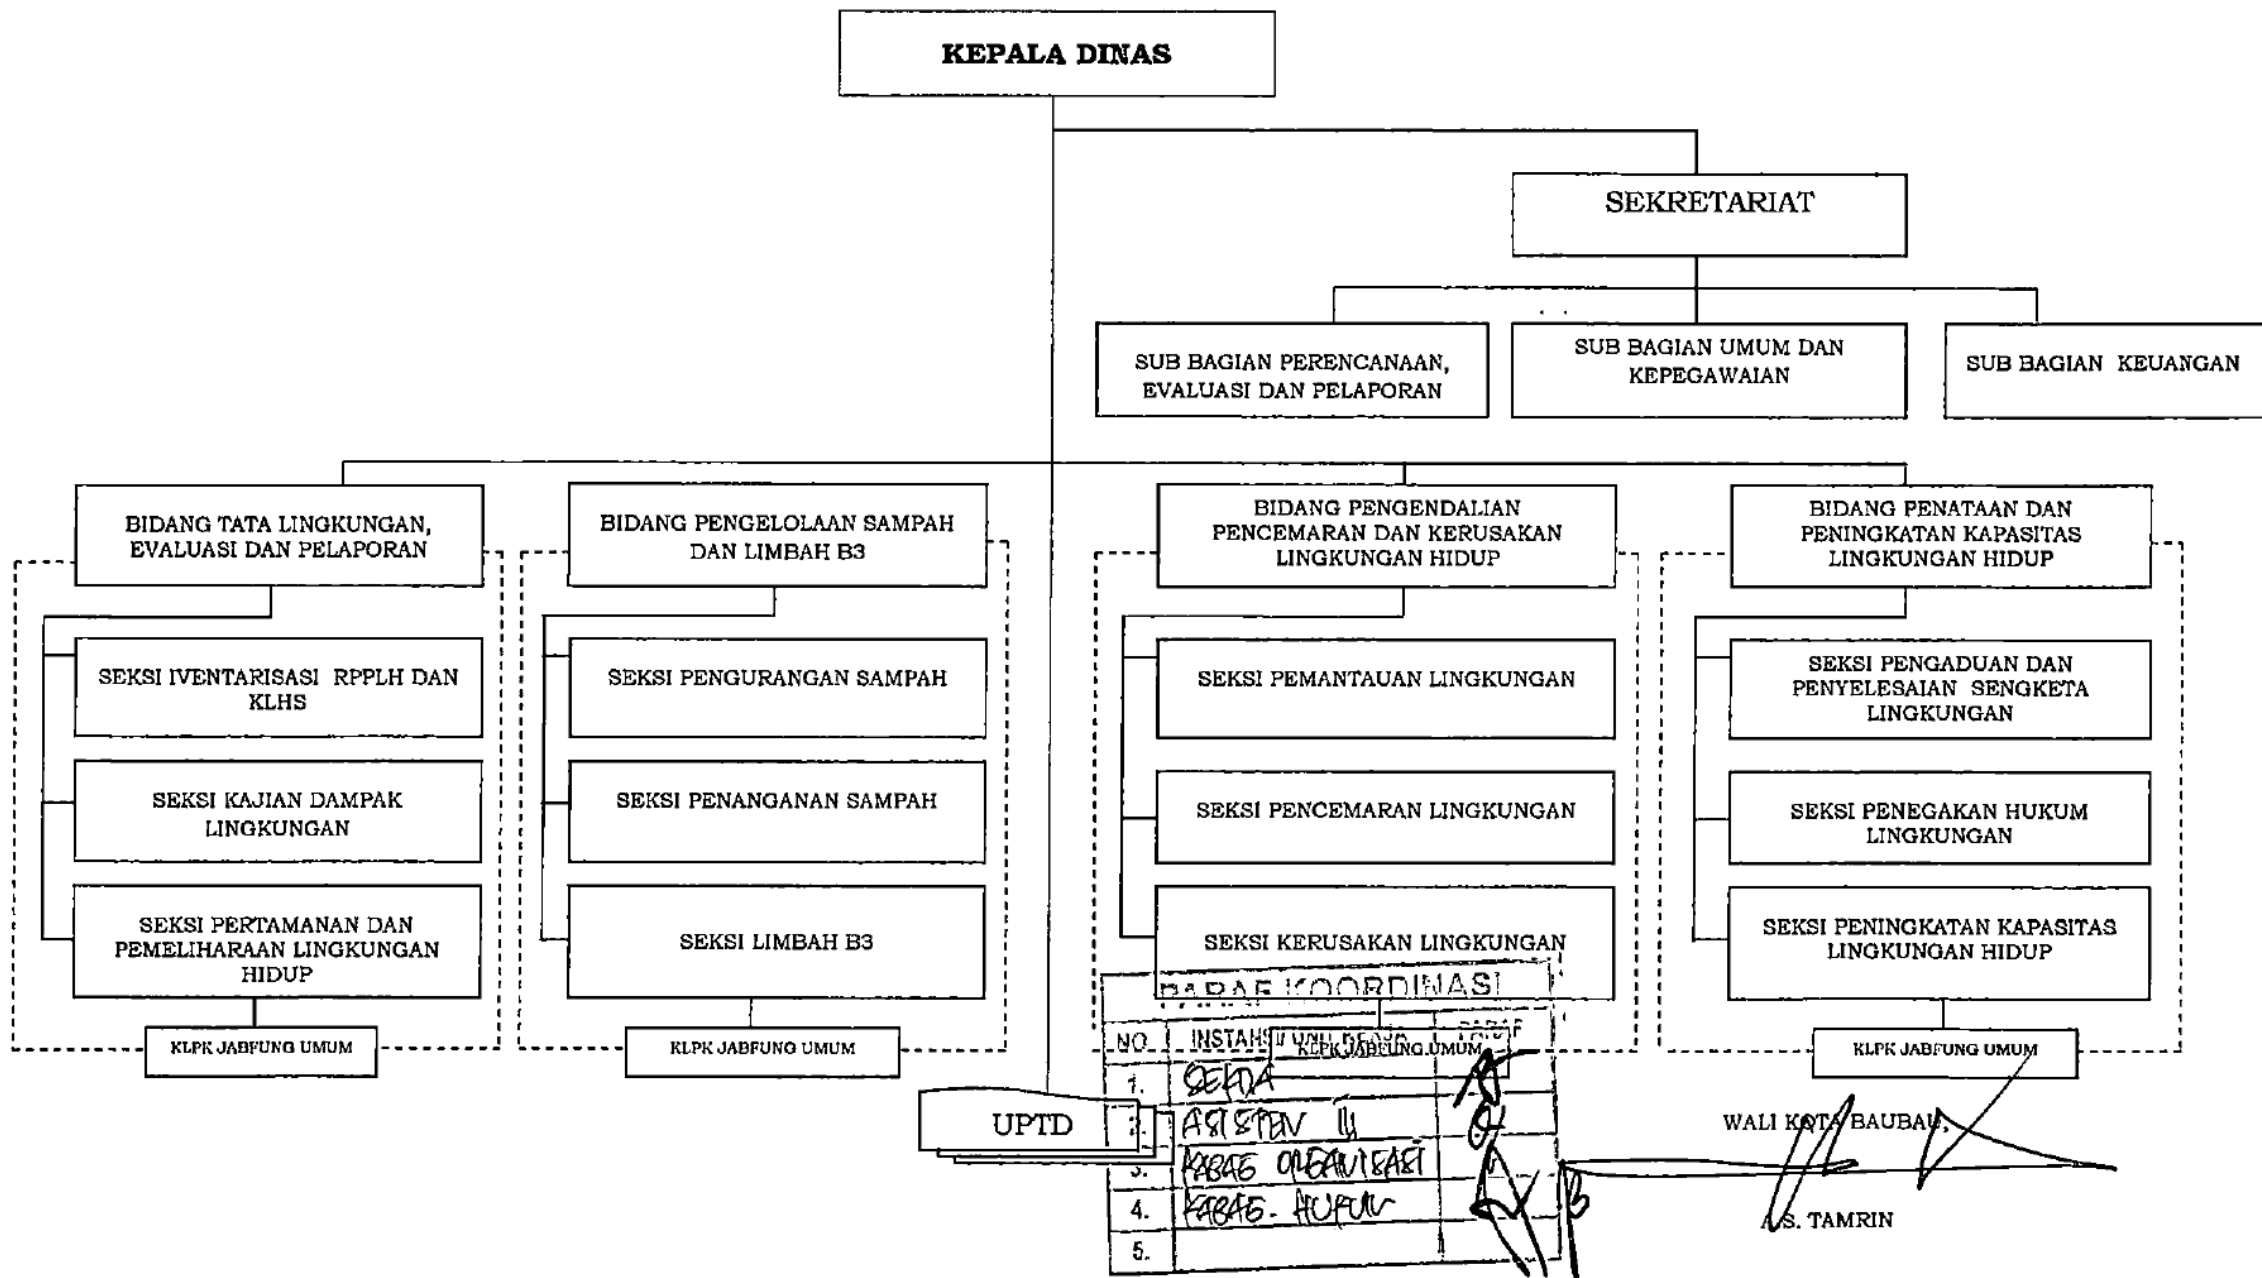 KEPALA DINAS
SEKRETARIAT
SUB BAGIAN PERENCANAAN,
EVALUASI DAN PELAPORAN
SUB BAGIAN UMUM DAN
KEPEGAWAIAN
SUB BAGIAN KEUANGAN
BIDANG TATA LINGKUNGAN,
EVALUASI DAN PELAPORAN
SEKSI IVENTARISASI RPPLH DAN
KLHS
SEKSI KAJIAN DAMPAK
LINGKUNGAN
SEKSI PERTAMANAN DAN
PEMELIHARAAN LINGKUNGAN
HIDUP
KLPK JABFUNG UMUM
BIDANG PENGELOLAAN SAMPAH
DAN LIMBAH B3
SEKSI PENGURANGAN SAMPAH
SEKSI PENANGANAN SAMPAH
SEKSI LIMBAH B3
KLPK JABFUNG UMUM
BIDANG PENGENDALIAN
PENCEMARAN DAN KERUSAKAN
LINGKUNGAN HIDUP
SEKSI PEMANTAUAN LINGKUNGAN
SEKSI PENCEMARAN LINGKUNGAN
SEKSI KERUSAKAN LINGKUNGAN
KLPK JABFUNG UMUM
BIDANG PENATAAN DAN
PENINGKATAN KAPASITAS
LINGKUNGAN HIDUP
SEKSI PENGADUAN DAN
PENYELESAIAN SENGKETA
LINGKUNGAN
SEKSI PENEGAKAN HUKUM
LINGKUNGAN
SEKSI PENINGKATAN KAPASITAS
LINGKUNGAN HIDUP
KLPK JABFUNG UMUM
UPTD
PARAF KOORDINASI
NO PARAF
1. SEKDA
2. ASISTEN III
3. KABAG ORGANISASI
4. KABAG. HUKUM
5.
WALI KOTA BAUBAU,
A.S. TAMRIN